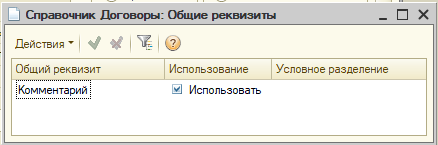 Справочник Договоры: Общие реквизиты
Действия
Общий реквизит Использование Условное разделение
Комментарий Использовать